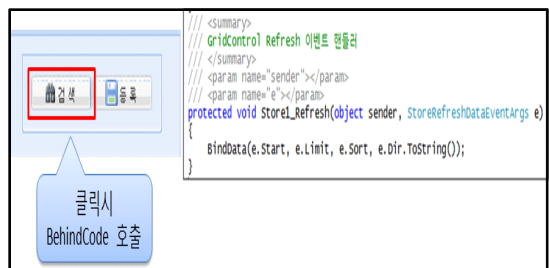 /// <summary>
/// GridControl Refresh 이벤트 핸들러
/// </summary>
/// <param name="sender"></param>
/// <param name="e"></param>
protected void Store1_Refresh(object sender, StoreRefreshDataEventArgs e)
{
BindData(e.Start, e.Limit, e.Sort, e.Dir.ToString());
}
검색
등록
클릭시
BehindCode 호출